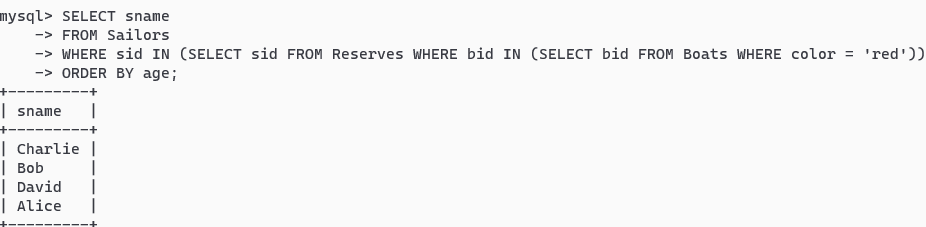 mysql> SELECT sname
    -> FROM Sailors
    -> WHERE sid IN (SELECT sid FROM Reserves WHERE bid IN (SELECT bid FROM Boats WHERE color = 'red'))
    -> ORDER BY age;
+---------+
| sname   |
+---------+
| Charlie |
| Bob     |
| David   |
| Alice   |
+---------+